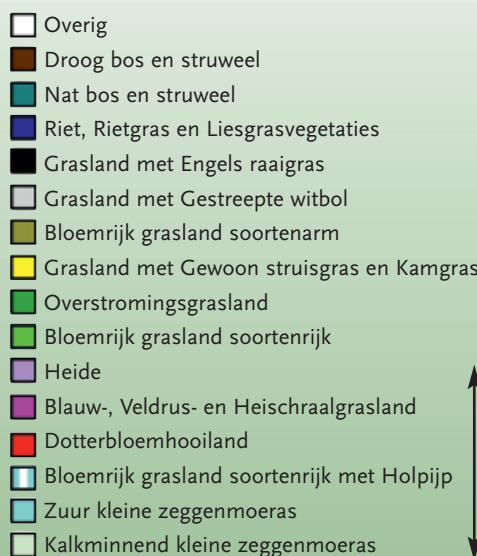 Overig
Droog bos en struweel
Nat bos en struweel
Riet, Rietgras en Liesgrasvegetaties
Grasland met Engels raaigras
Grasland met Gestreepte witbol
Bloemrijk grasland soortenarm
Grasland met Gewoon struisgras en Kamgras
Overstromingsgrasland
Bloemrijk grasland soortenrijk
Heide
Blauw-, Veldrus- en Heischraalgrasland
Dotterbloemhooiland
Bloemrijk grasland soortenrijk met Holpijp
Zuur kleine zeggenmoeras
Kalkminnend kleine zeggenmoeras